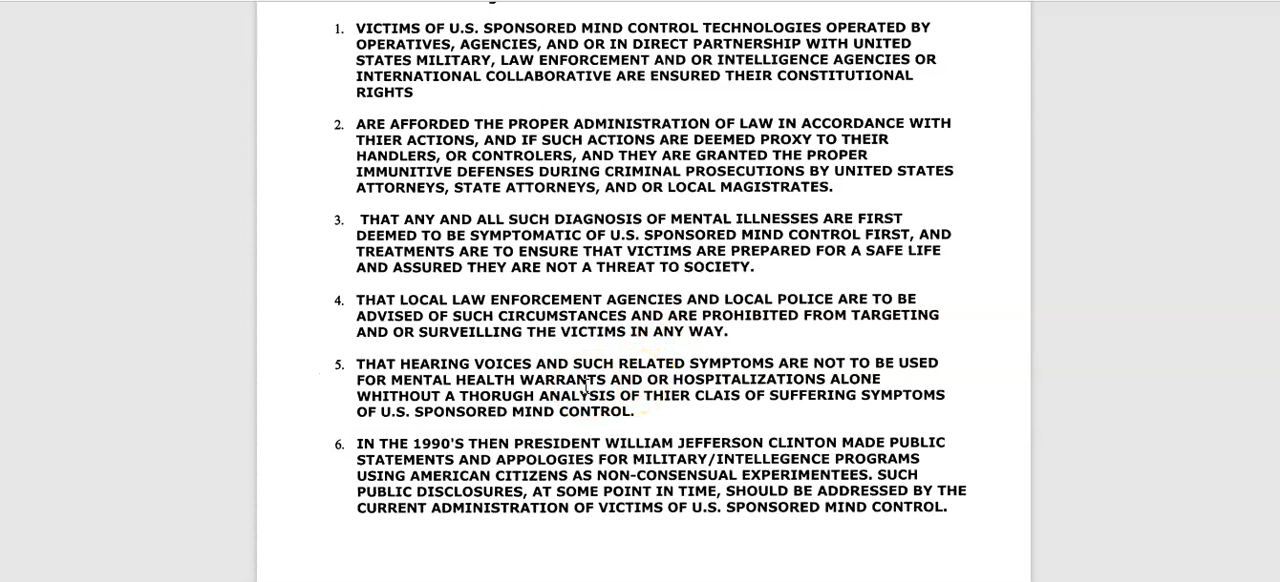 1. VICTIMS OF U.S. SPONSORED MIND CONTROL TECHNOLOGIES OPERATED BY
OPERATIVES, AGENCIES, AND OR IN DIRECT PARTNERSHIP WITH UNITED
STATES MILITARY, LAW ENFORCEMENT AND OR INTELLIGENCE AGENCIES OR
INTERNATIONAL COLLABORATIVE ARE ENSURED THEIR CONSTITUTIONAL
RIGHTS
2. ARE AFFORDED THE PROPER ADMINISTRATION OF LAW IN ACCORDANCE WITH
THIER ACTIONS, AND IF SUCH ACTIONS ARE DEEMED PROXY TO THEIR
HANDLERS, OR CONTROLERS, AND THEY ARE GRANTED THE PROPER
IMMUNITIVE DEFENSES DURING CRIMINAL PROSECUTIONS BY UNITED STATES
ATTORNEYS, STATE ATTORNEYS, AND OR LOCAL MAGISTRATES.
3. THAT ANY AND ALL SUCH DIAGNOSIS OF MENTAL ILLNESSES ARE FIRST
DEEMED TO BE SYMPTOMATIC OF U.S. SPONSORED MIND CONTROL FIRST, AND
TREATMENTS ARE TO ENSURE THAT VICTIMS ARE PREPARED FOR A SAFE LIFE
AND ASSURED THEY ARE NOT A THREAT TO SOCIETY.
4. THAT LOCAL LAW ENFORCEMENT AGENCIES AND LOCAL POLICE ARE TO BE
ADVISED OF SUCH CIRCUMSTANCES AND ARE PROHIBITED FROM TARGETING
AND OR SURVEILLING THE VICTIMS IN ANY WAY.
5. THAT HEARING VOICES AND SUCH RELATED SYMPTOMS ARE NOT TO BE USED
FOR MENTAL HEALTH WARRANTS AND OR HOSPITALIZATIONS ALONE
WHITHOUT A THORUGH ANALYSIS OF THIER CLAIS OF SUFFERING SYMPTOMS
OF U.S. SPONSORED MIND CONTROL.
6. IN THE 1990'S THEN PRESIDENT WILLIAM JEFFERSON CLINTON MADE PUBLIC
STATEMENTS AND APPOLOGIES FOR MILITARY/INTELLEGENCE PROGRAMS
USING AMERICAN CITIZENS AS NON-CONSENSUAL EXPERIMENTEES. SUCH
PUBLIC DISCLOSURES, AT SOME POINT IN TIME, SHOULD BE ADDRESSED BY THE
CURRENT ADMINISTRATION OF VICTIMS OF U.S. SPONSORED MIND CONTROL.